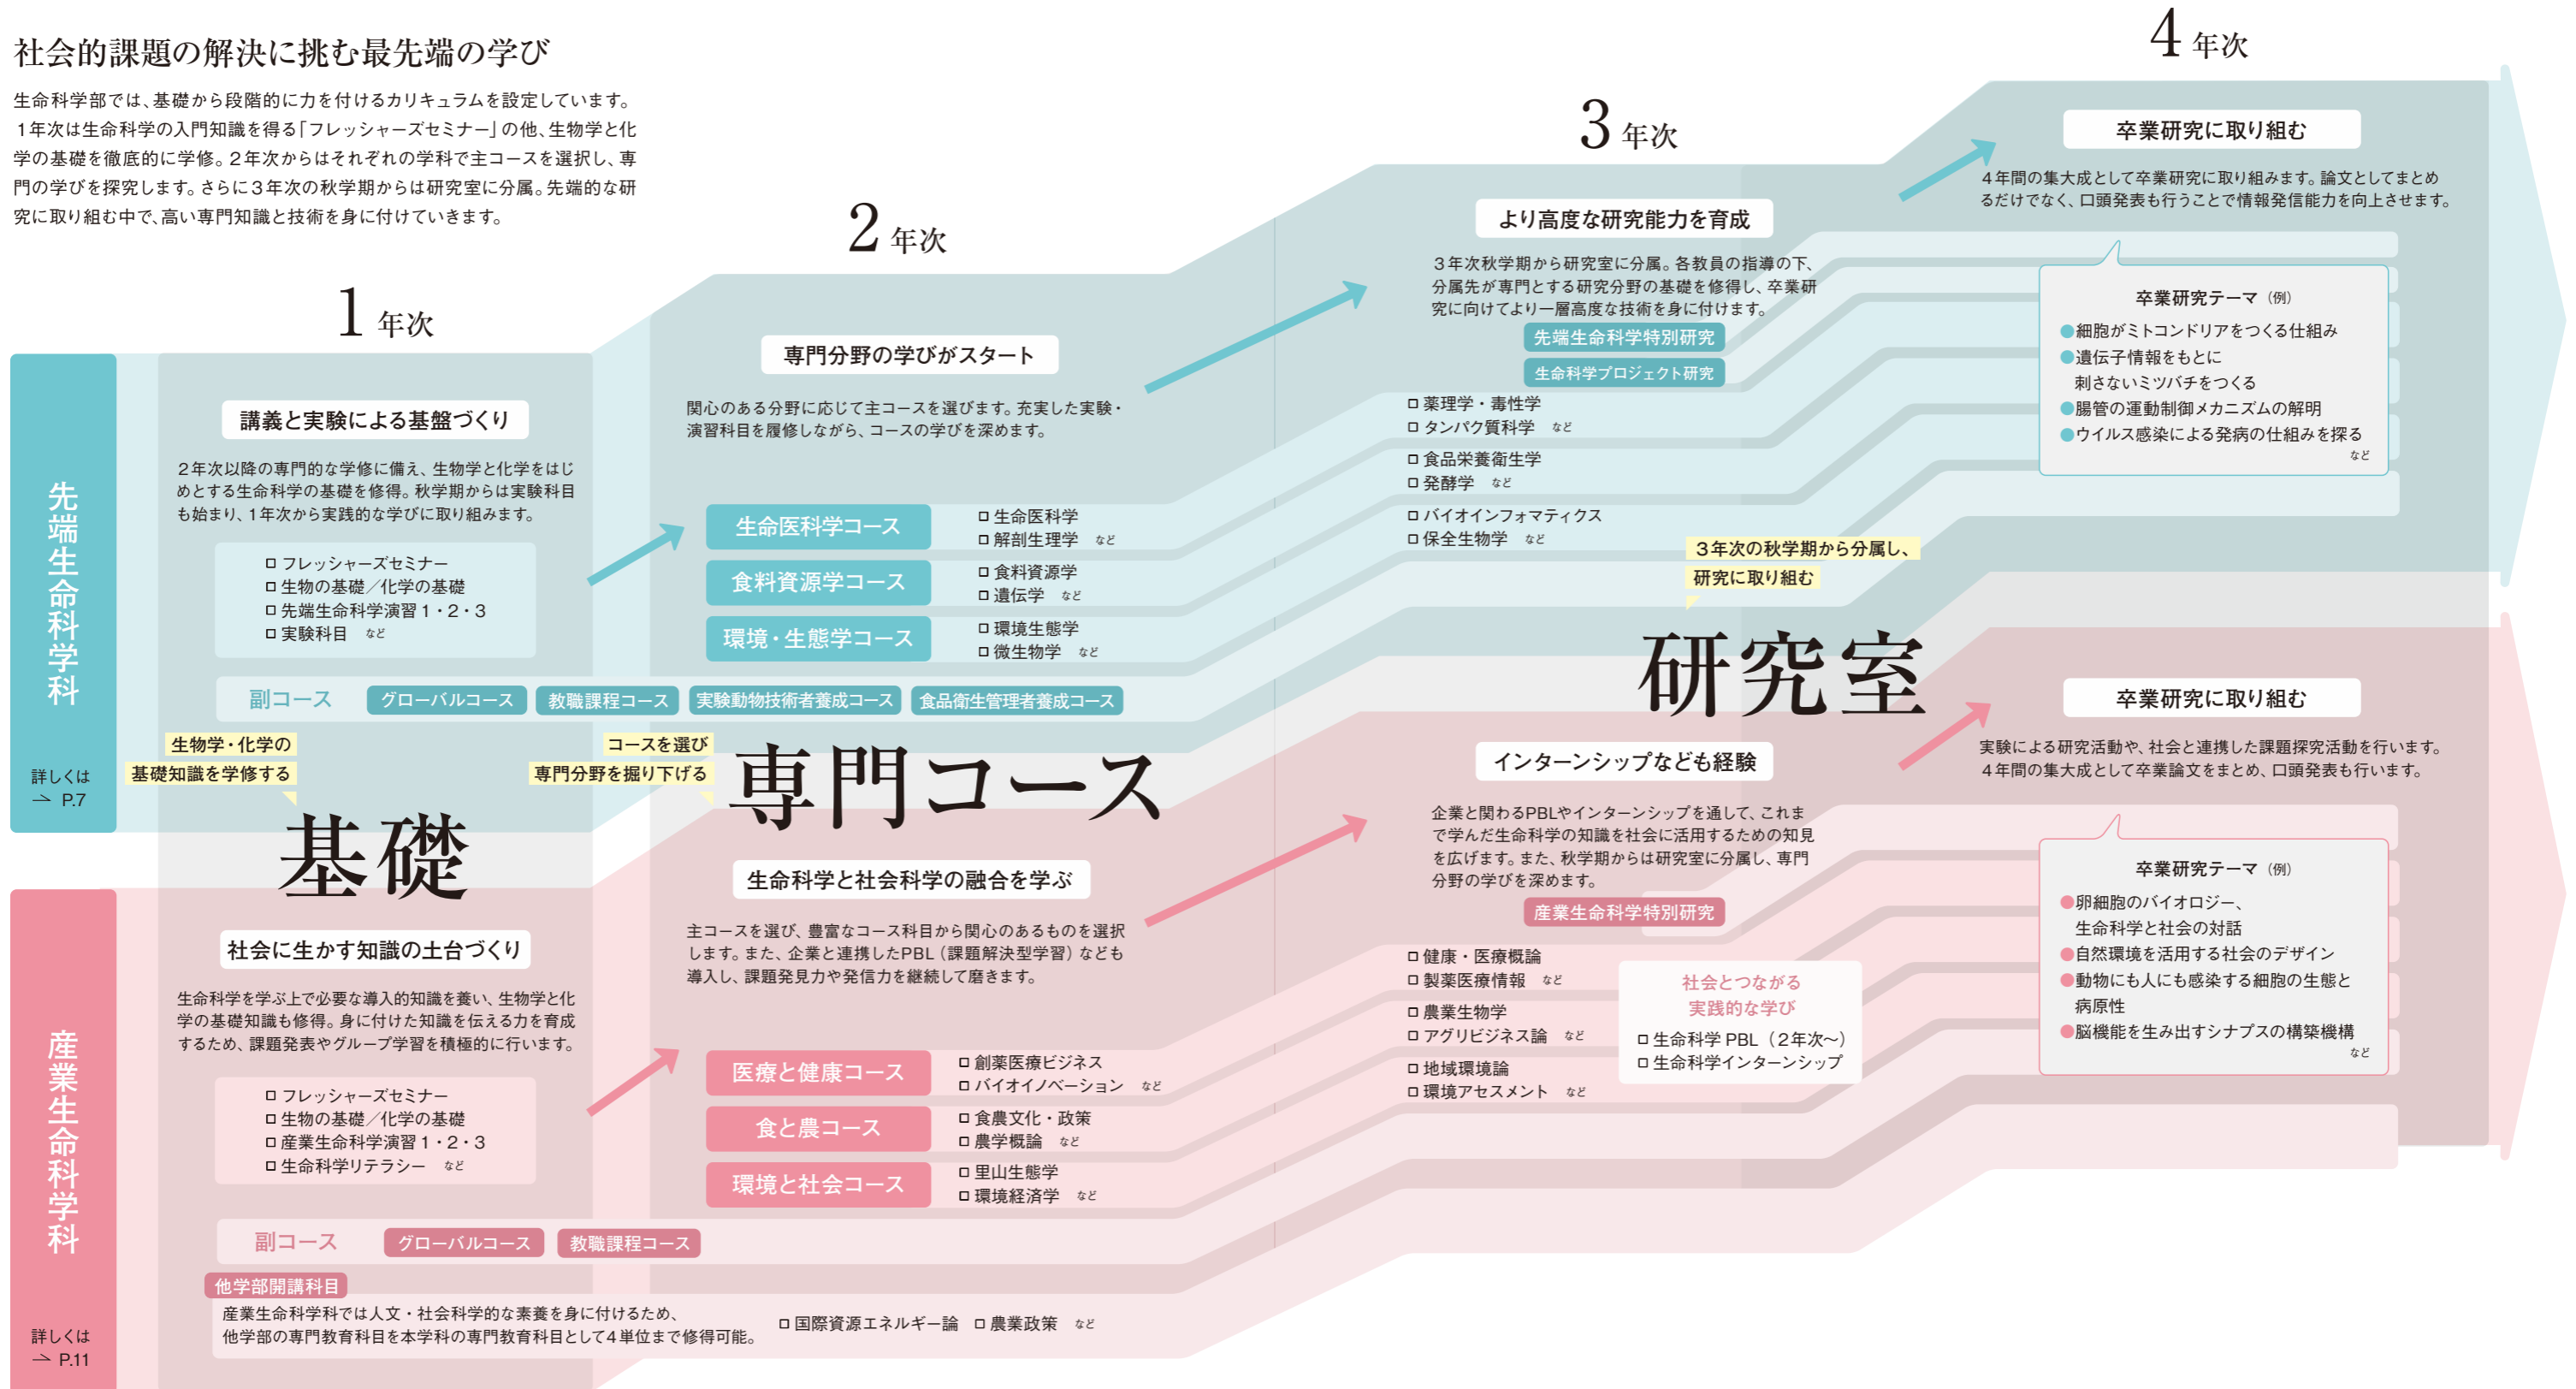 社会的課題の解決に挑む最先端の学び
生命科学部では、基礎から段階的に力を付けるカリキュラムを設定しています。
1年次は生命科学の入門知識を得る「フレッシャーズセミナー」の他、生物学と化
学の基礎を徹底的に学修。2年次からはそれぞれの学科で主コースを選択し、専
門の学びを探究します。さらに3年次の秋学期からは研究室に分属。先端的な研
究に取り組む中で、高い専門知識と技術を身に付けていきます。
1年次
2年次
3年次
4年次
先端生命科学科
詳しくは
→ P.7
講義と実験による基盤づくり
2年次以降の専門的な学修に備え、生物学と化学をはじ
めとする生命科学の基礎を修得。秋学期からは実験科目
も始まり、1年次から実践的な学びに取り組みます。
フレッシャーズセミナー
生物の基礎／化学の基礎
先端生命科学演習1・2・3
実験科目 など
専門分野の学びがスタート
関心のある分野に応じて主コースを選びます。充実した実験・
演習科目を履修しながら、コースの学びを深めます。
生命医科学コース
生命医科学
解剖生理学 など
食料資源学コース
食料資源学
遺伝学 など
環境・生態学コース
環境生態学
微生物学 など
副コース グローバルコース 教職課程コース 実験動物技術者養成コース 食品衛生管理者養成コース
より高度な研究能力を育成
3年次秋学期から研究室に分属。各教員の指導の下、
分属先が専門とする研究分野の基礎を修得し、卒業研
究に向けてより一層高度な技術を身に付けます。
先端生命科学特別研究
生命科学プロジェクト研究
薬理学・毒性学
タンパク質科学 など
食品栄養衛生学
発酵学 など
バイオインフォマティクス
保全生物学 など
卒業研究に取り組む
4年間の集大成として卒業研究に取り組みます。論文としてまとめ
るだけでなく、口頭発表も行うことで情報発信能力を向上させます。
卒業研究テーマ（例）
●細胞がミトコンドリアをつくる仕組み
●遺伝子情報をもとに
刺さないミツバチをつくる
●腸管の運動制御メカニズムの解明
●ウイルス感染による発病の仕組みを探る
など
生物学・化学の
基礎知識を学修する
基礎
コースを選び
専門分野を掘り下げる
専門コース
3年次の秋学期から分属し、
研究に取り組む
研究室
産業生命科学科
詳しくは
→ P.11
社会に生かす知識の土台づくり
生命科学を学ぶ上で必要な導入的知識を養い、生物学と化
学の基礎知識も修得。身に付けた知識を伝える力を育成
するため、課題発表やグループ学習を積極的に行います。
フレッシャーズセミナー
生物の基礎／化学の基礎
産業生命科学演習1・2・3
生命科学リテラシー など
生命科学と社会科学の融合を学ぶ
主コースを選び、豊富なコース科目から関心のあるものを選択
します。また、企業と連携したPBL（課題解決型学習）なども
導入し、課題発見力や発信力を継続して磨きます。
医療と健康コース
創薬医療ビジネス
バイオイノベーション など
食と農コース
食農文化・政策
農学概論 など
環境と社会コース
里山生態学
環境経済学 など
副コース グローバルコース 教職課程コース
他学部開講科目
産業生命科学科では人文・社会科学的な素養を身に付けるため、
他学部の専門教育科目を本学科の専門教育科目として4単位まで修得可能。
国際資源エネルギー論 農業政策 など
インターンシップなども経験
企業と関わるPBLやインターンシップを通して、これま
で学んだ生命科学の知識を社会に活用するための知見
を広げます。また、秋学期からは研究室に分属し、専門
分野の学びを深めます。
産業生命科学特別研究
健康・医療概論
製薬医療情報 など
農業生物学
アグリビジネス論 など
地域環境論
環境アセスメント など
社会とつながる
実践的な学び
生命科学 PBL（2年次〜）
生命科学インターンシップ
卒業研究に取り組む
実験による研究活動や、社会と連携した課題探究活動を行います。
4年間の集大成として卒業論文をまとめ、口頭発表も行います。
卒業研究テーマ（例）
●卵細胞のバイオロジー、
生命科学と社会の対話
●自然環境を活用する社会のデザイン
●動物にも人にも感染する細胞の生態と
病原性
●脳機能を生み出すシナプスの構築機構
など